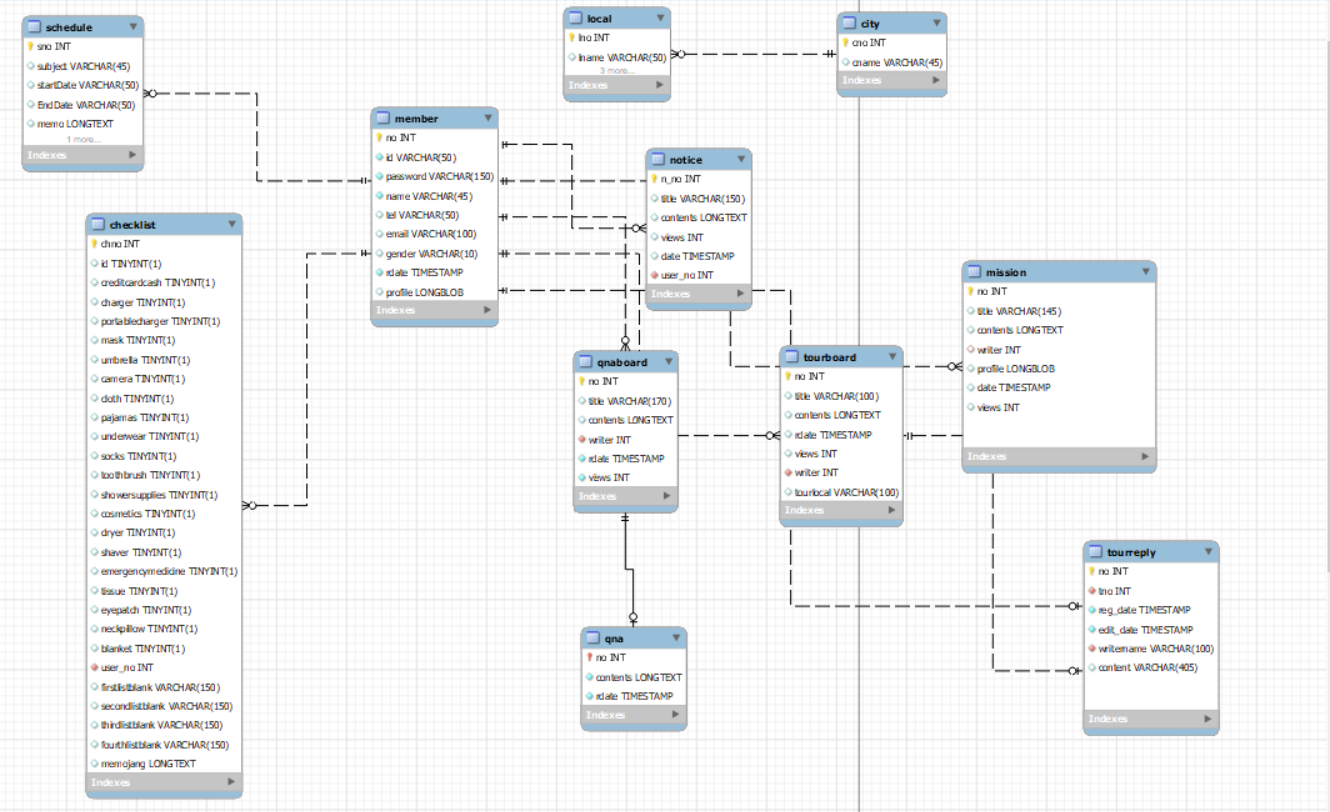 schedule
sno INT
subject VARCHAR(45)
startDate VARCHAR(50)
EndDate VARCHAR(50)
memo LONGTEXT
1 more...
Indexes
local
lno INT
lname VARCHAR(50)
3 more...
Indexes
city
cno INT
cname VARCHAR(45)
Indexes
member
no INT
id VARCHAR(50)
password VARCHAR(150)
name VARCHAR(45)
tel VARCHAR(50)
email VARCHAR(100)
gender VARCHAR(10)
rdate TIMESTAMP
profile LONGBLOB
Indexes
notice
n_no INT
title VARCHAR(150)
contents LONGTEXT
views INT
date TIMESTAMP
user_no INT
Indexes
checklist
chno INT
id TINYINT(1)
creditcardcash TINYINT(1)
charger TINYINT(1)
portablecharger TINYINT(1)
mask TINYINT(1)
umbrella TINYINT(1)
camera TINYINT(1)
cloth TINYINT(1)
pajamas TINYINT(1)
underwear TINYINT(1)
socks TINYINT(1)
toothbrush TINYINT(1)
showersupplies TINYINT(1)
cosmetics TINYINT(1)
dryer TINYINT(1)
shaver TINYINT(1)
emergencymedicine TINYINT(1)
tissue TINYINT(1)
eyepatch TINYINT(1)
neckpillow TINYINT(1)
blanket TINYINT(1)
user_no INT
firstlistblank VARCHAR(150)
secondlistblank VARCHAR(150)
thirdlistblank VARCHAR(150)
fourthlistblank VARCHAR(150)
memojang LONGTEXT
Indexes
mission
no INT
title VARCHAR(145)
contents LONGTEXT
writer INT
profile LONGBLOB
date TIMESTAMP
views INT
Indexes
qnaboard
no INT
title VARCHAR(170)
contents LONGTEXT
writer INT
rdate TIMESTAMP
views INT
Indexes
tourboard
no INT
title VARCHAR(100)
contents LONGTEXT
rdate TIMESTAMP
views INT
writer INT
tourlocal VARCHAR(100)
Indexes
tourreply
no INT
tno INT
reg_date TIMESTAMP
edit_date TIMESTAMP
writername VARCHAR(100)
content VARCHAR(405)
Indexes
qna
no INT
contents LONGTEXT
rdate TIMESTAMP
Indexes